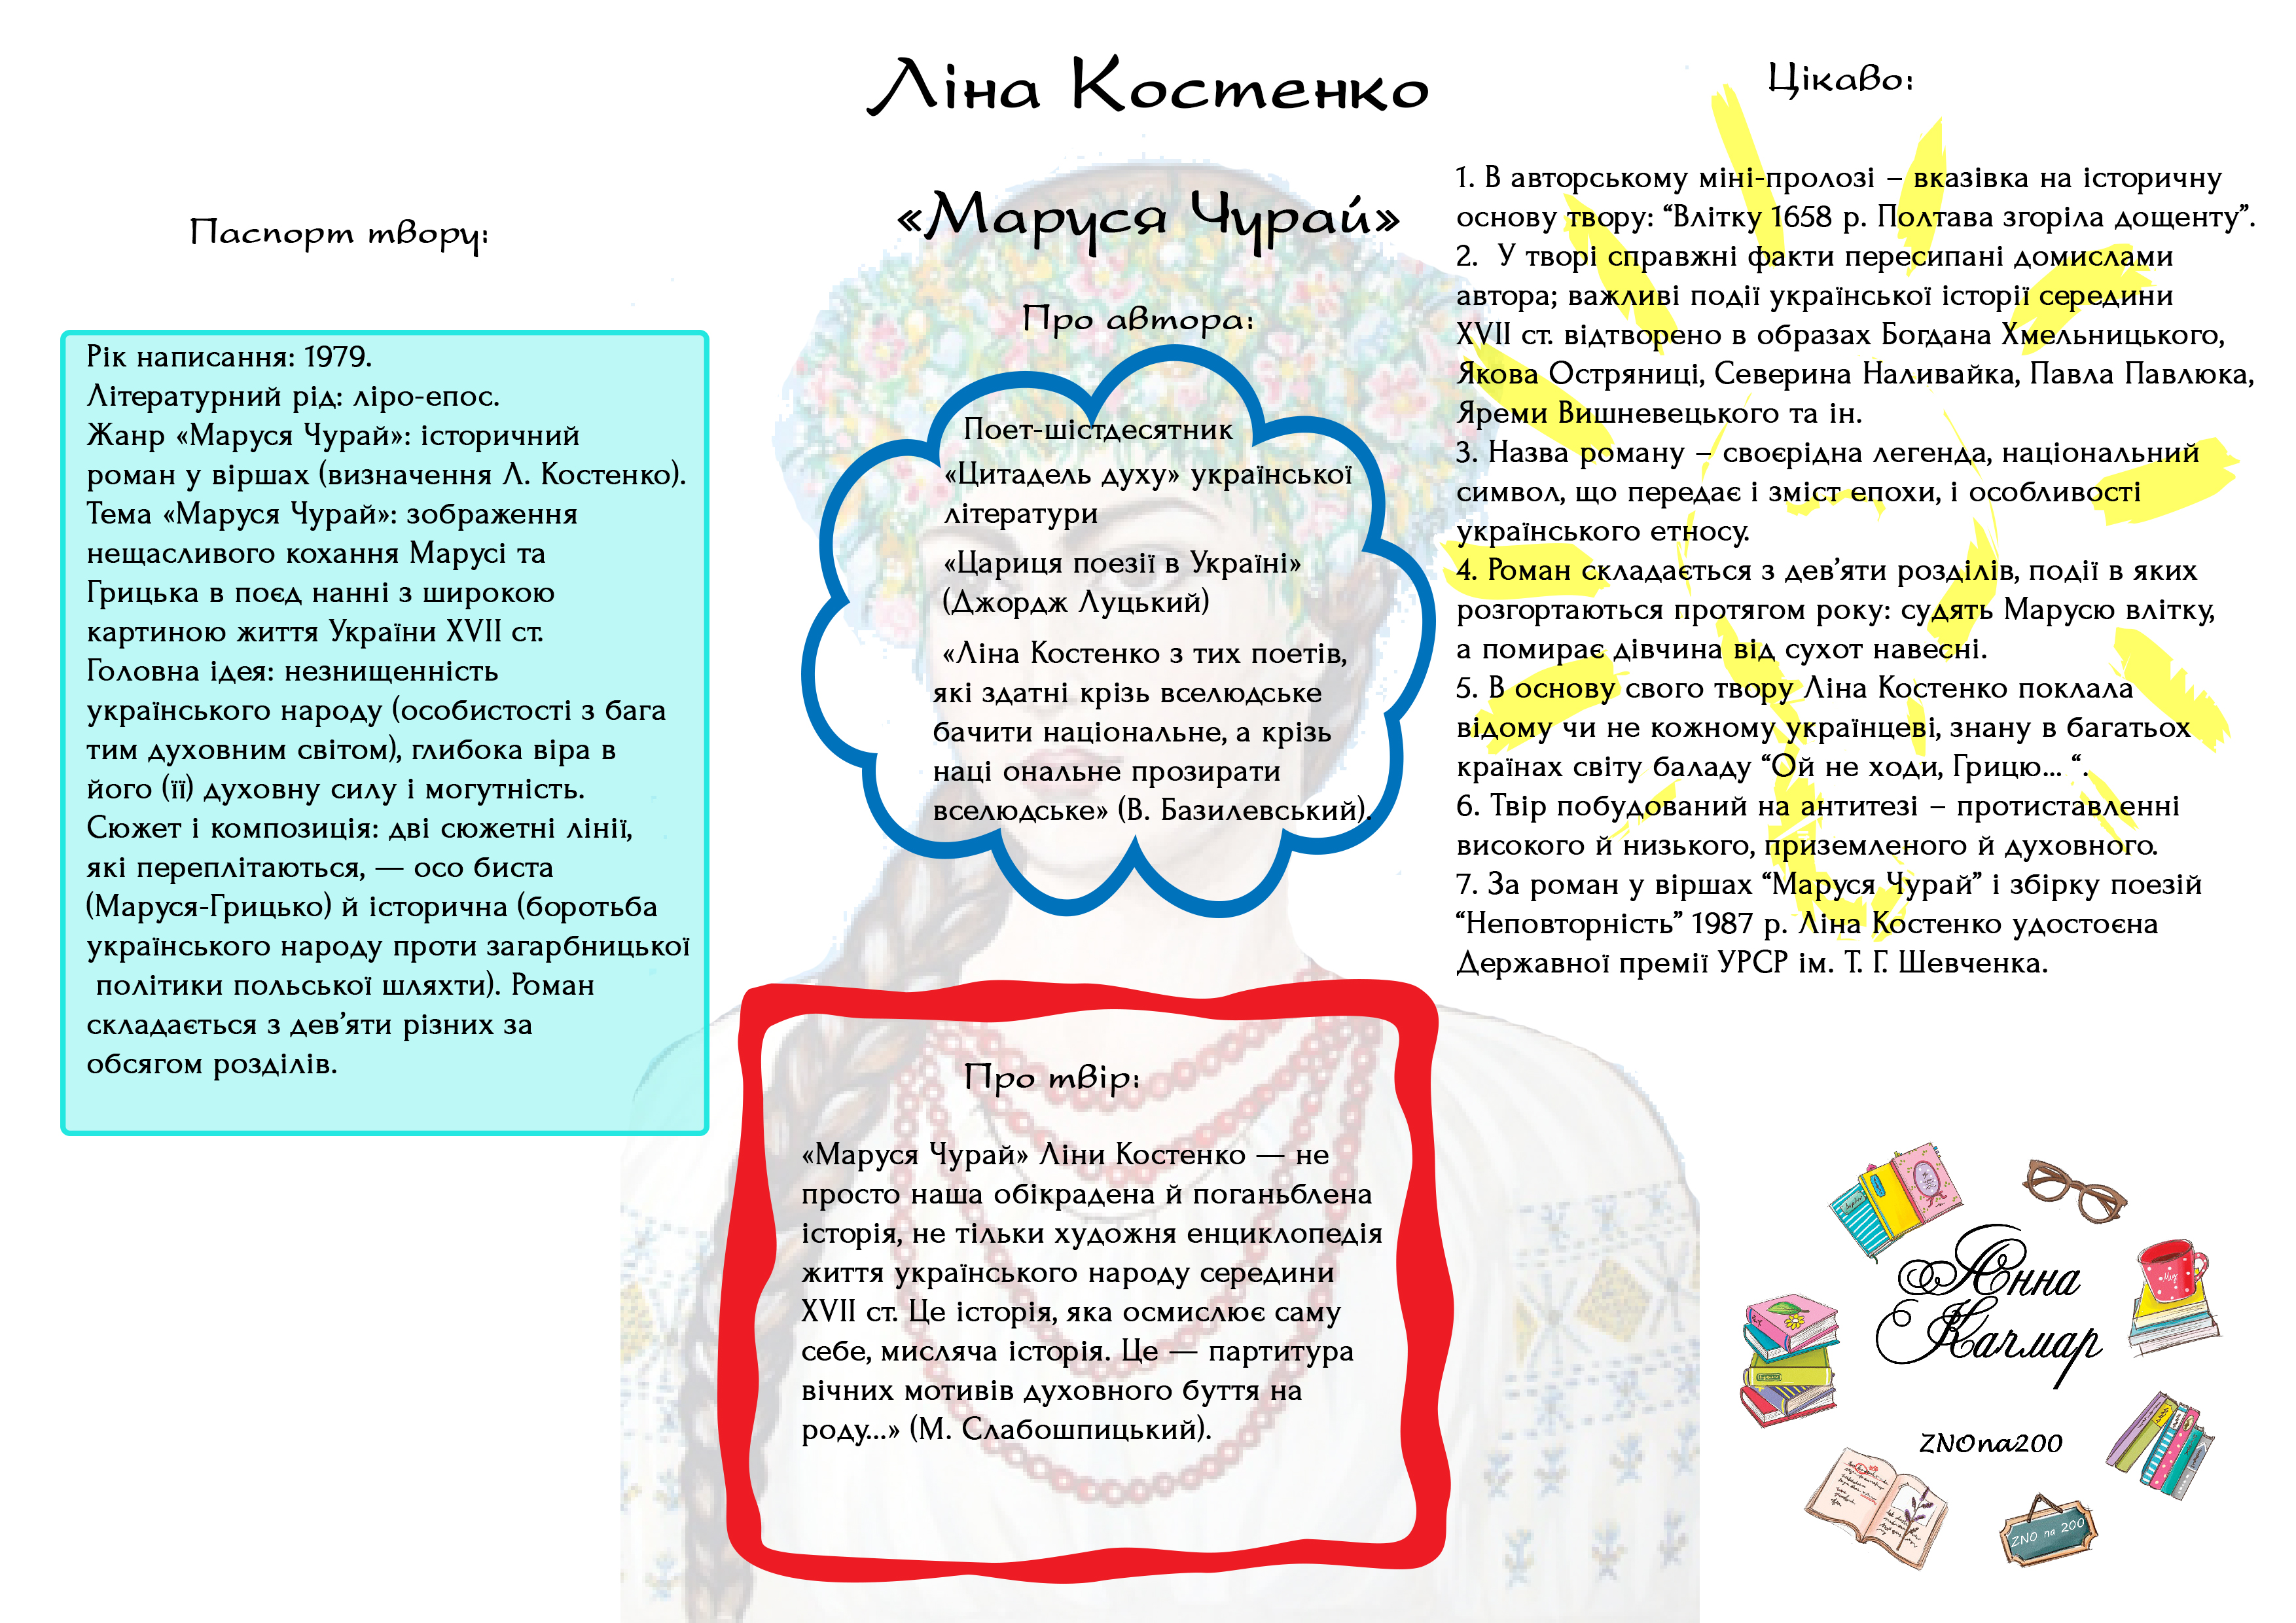 Ліна Костенко
«Маруся Чурай»
Паспорт твору:
Рік написання: 1979.
Літературний рід: ліро-епос.
Жанр «Маруся Чурай»: історичний
роман у віршах (визначення Л. Костенко).
Тема «Маруся Чурай»: зображення
нещасливого кохання Марусі та
Грицька в поєд нанні з широкою
картиною життя України XVII ст.
Головна ідея: незнищенність
українського народу (особистості з бага
тим духовним світом), глибока віра в
його (її) духовну силу і могутність.
Сюжет і композиція: дві сюжетні лінії,
які переплітаються, — осо биста
(Маруся-Грицько) й історична (боротьба
українського народу проти загарбницької
політики польської шляхти). Роман
складається з дев’яти різних за
обсягом розділів.
Про автора:
Поет-шістдесятник
«Цитадель духу» української
літератури
«Цариця поезії в Україні»
(Джордж Луцький)
«Ліна Костенко з тих поетів,
які здатні крізь вселюдське
бачити національне, а крізь
наці ональне прозирати
вселюдське» (В. Базилевський).
Про твір:
«Маруся Чурай» Ліни Костенко — не
просто наша обікрадена й поганьблена
історія, не тільки художня енциклопедія
життя українського народу середини
XVII ст. Це історія, яка осмислює саму
себе, мисляча історія. Це — партитура
вічних мотивів духовного буття на
роду...» (М. Слабошпицький).
Цікаво:
1. В авторському міні-пролозі – вказівка на історичну
основу твору: “Влітку 1658 р. Полтава згоріла дощенту”.
2. У творі справжні факти пересипані домислами
автора; важливі події української історії середини
XVII ст. відтворено в образах Богдана Хмельницького,
Якова Остряниці, Северина Наливайка, Павла Павлюка,
Яреми Вишневецького та ін.
3. Назва роману – своєрідна легенда, національний
символ, що передає і зміст епохи, і особливості
українського етносу.
4. Роман складається з дев’яти розділів, події в яких
розгортаються протягом року: судять Марусю влітку,
а помирає дівчина від сухот навесні.
5. В основу свого твору Ліна Костенко поклала
відому чи не кожному українцеві, знану в багатьох
країнах світу баладу “Ой не ходи, Грицю... “.
6. Твір побудований на антитезі – протиставленні
високого й низького, приземленого й духовного.
7. За роман у віршах “Маруся Чурай” і збірку поезій
“Неповторність” 1987 р. Ліна Костенко удостоєна
Державної премії УРСР ім. Т. Г. Шевченка.
Анна
Качмар
ZNOna200
ZNO na 200